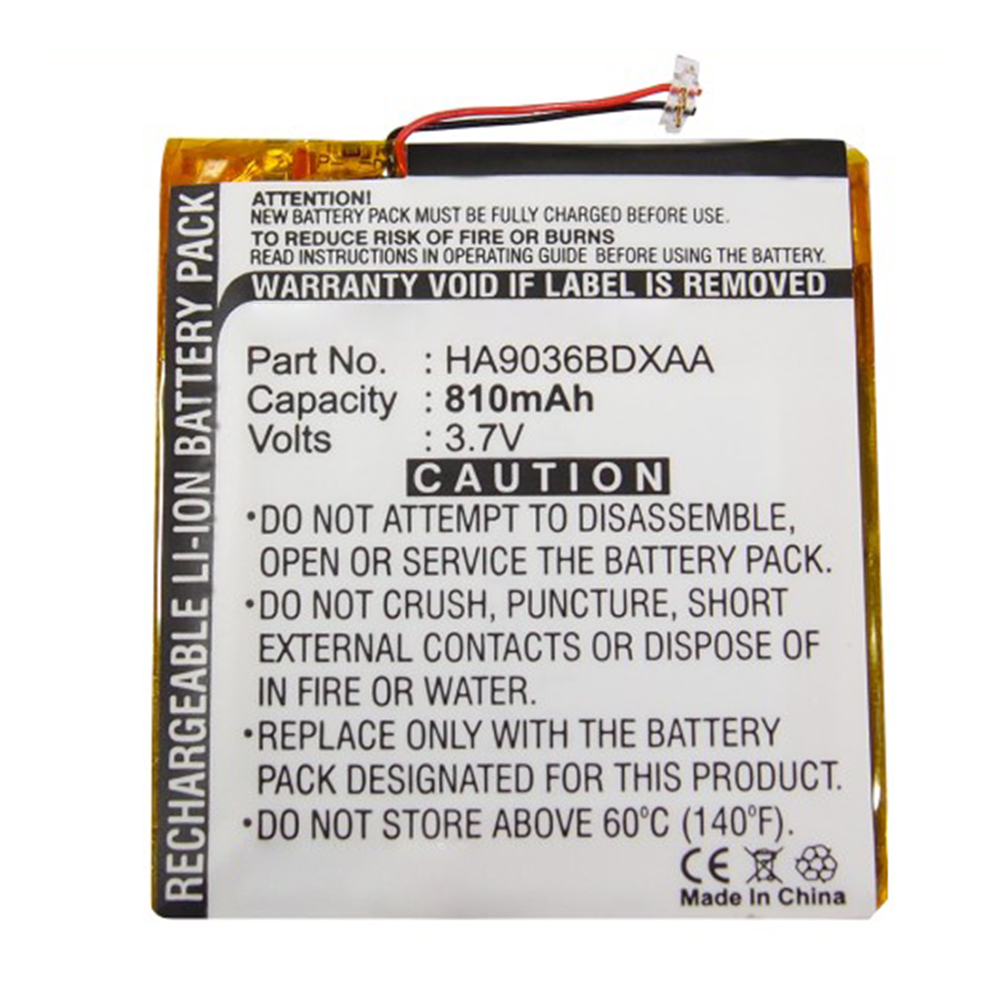 ATTENTION!
NEW BATTERY PACK MUST BE FULLY CHARGED BEFORE USE.
TO REDUCE RISK OF FIRE OR BURNS
READ INSTRUCTIONS IN OPERATING GUIDE BEFORE USING THE BATTERY.
WARRANTY VOID IF LABEL IS REMOVED
RECHARGEABLE LI-ION BATTERY PACK
Part No. : HA9036BDXAA
Capacity : 810mAh
Volts : 3.7V
CAUTION
•DO NOT ATTEMPT TO DISASSEMBLE,
OPEN OR SERVICE THE BATTERY PACK.
•DO NOT CRUSH, PUNCTURE, SHORT
EXTERNAL CONTACTS OR DISPOSE OF
IN FIRE OR WATER.
•REPLACE ONLY WITH THE BATTERY
PACK DESIGNATED FOR THIS PRODUCT.
•DO NOT STORE ABOVE 60°C (140°F).
CE
Made In China